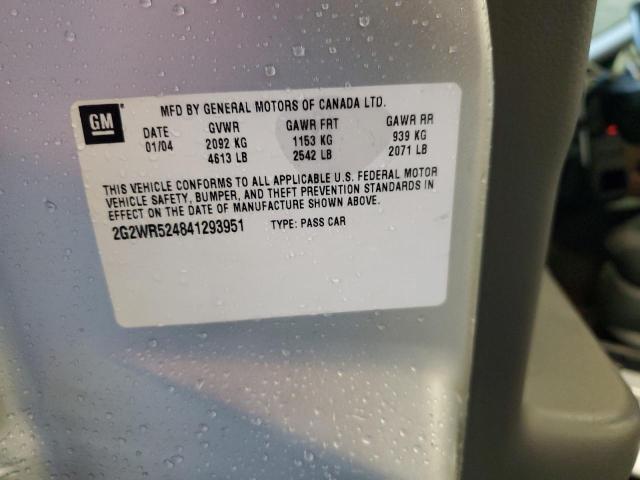 GM
MFD BY GENERAL MOTORS OF CANADA LTD.
DATE GVWR GAWR FRT GAWR RR
01/04 2092 KG 1153 KG 939 KG
4613 LB 2542 LB 2071 LB
THIS VEHICLE CONFORMS TO ALL APPLICABLE U.S. FEDERAL MOTOR
VEHICLE SAFETY, BUMPER, AND THEFT PREVENTION STANDARDS IN
EFFECT ON THE DATE OF MANUFACTURE SHOWN ABOVE.
2G2WR524841293951 TYPE: PASS CAR